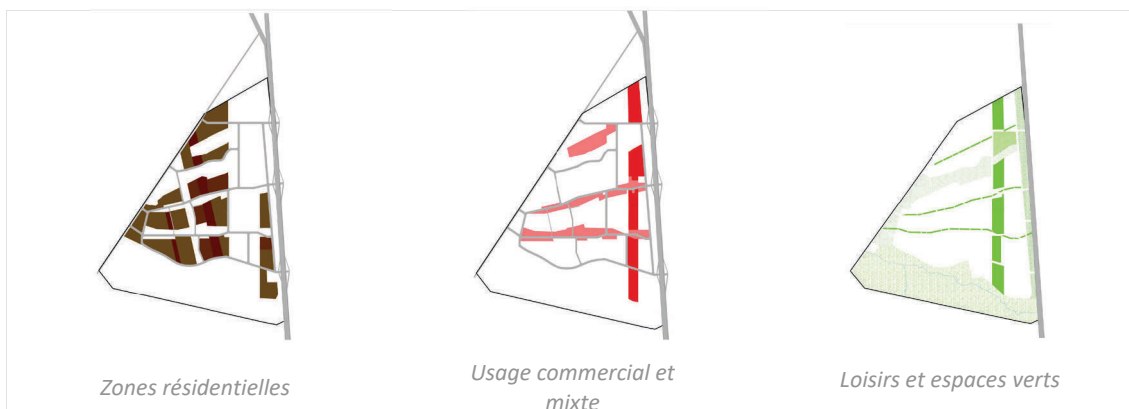 Zones résidentielles
Usage commercial et
mixte
Loisirs et espaces verts